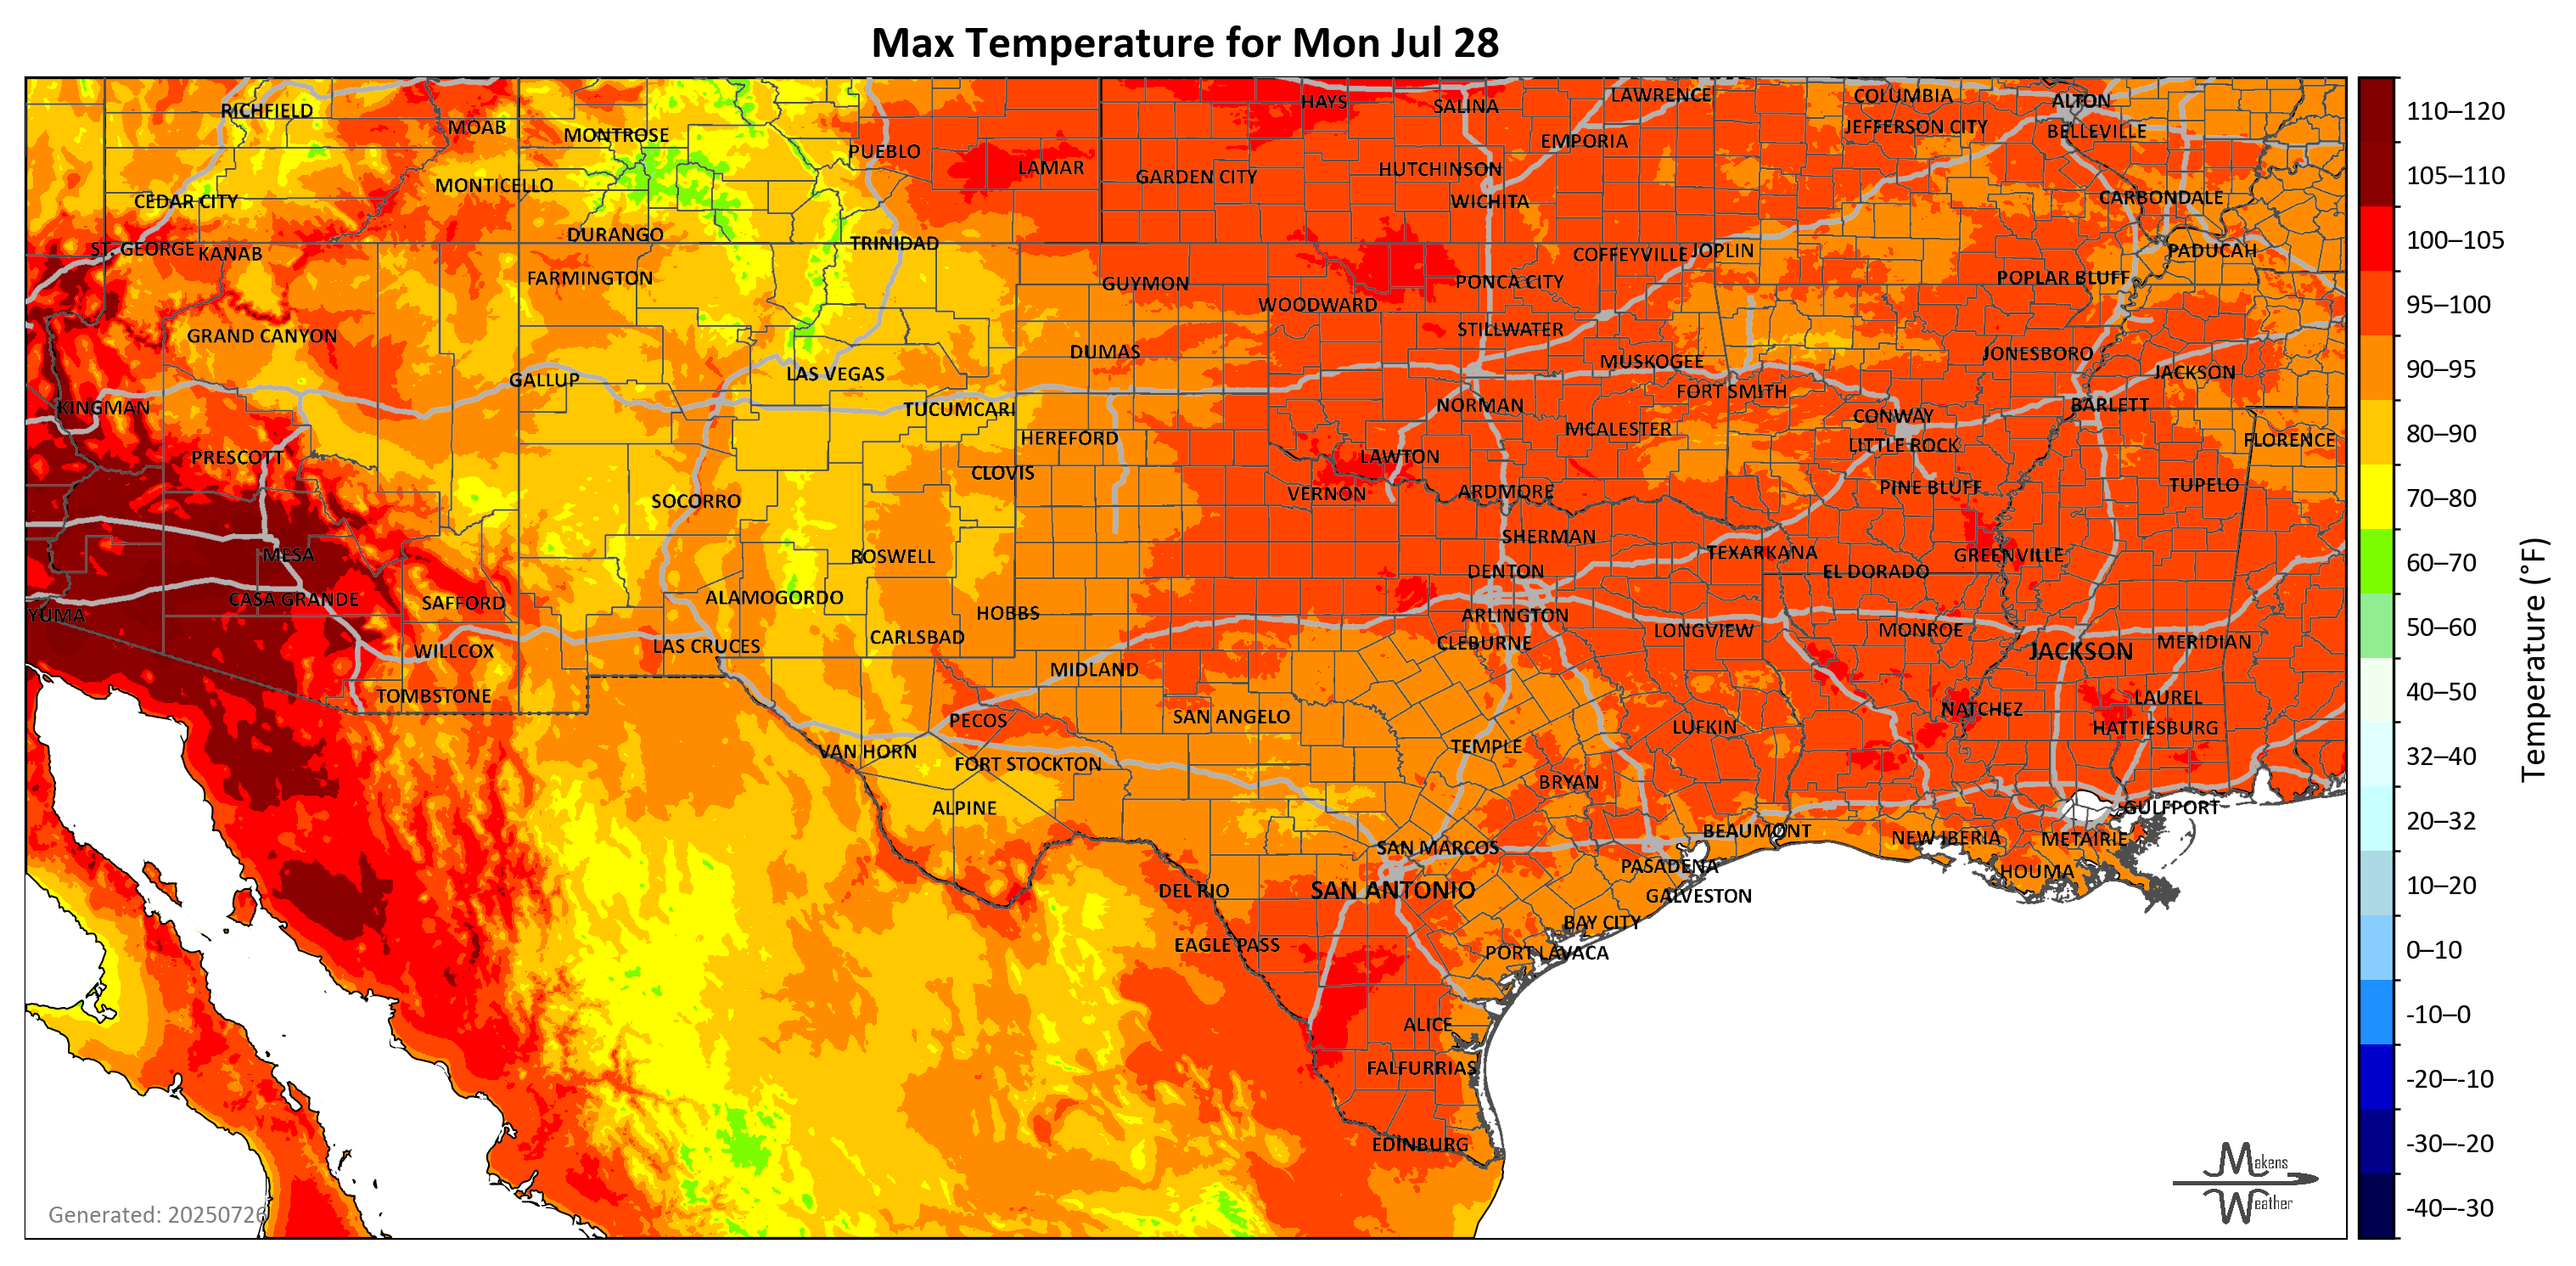 Max Temperature for Mon Jul 28
RICHFIELD
MOAB
MONTROSE
PUEBLO
LAMAR
HAYS
SALINA
LAWRENCE
EMPORIA
COLUMBIA
JEFFERSON CITY
ALTON
BELLEVILLE
CEDAR CITY
MONTICELLO
GARDEN CITY
HUTCHINSON
WICHITA
CARBONDALE
ST. GEORGE
KANAB
DURANGO
TRINIDAD
COFFEYVILLE
JOPLIN
PADUCAH
FARMINGTON
GUYMON
WOODWARD
PONCA CITY
POPLAR BLUFF
GRAND CANYON
DUMAS
STILLWATER
MUSKOGEE
JONESBORO
JACKSON
GALLUP
LAS VEGAS
FORT SMITH
KINGMAN
TUCUMCARI
NORMAN
CONWAY
BARLETT
HEREFORD
MCALESTER
LITTLE ROCK
FLORENCE
PRESCOTT
CLOVIS
LAWTON
VERNON
ARDMORE
PINE BLUFF
TUPELO
SOCORRO
MESA
ROSWELL
SHERMAN
TEXARKANA
GREENVILLE
DENTON
EL DORADO
YUMA
CASA GRANDE
SAFFORD
ALAMOGORDO
HOBBS
ARLINGTON
WILLCOX
LAS CRUCES
CARLSBAD
CLEBURNE
LONGVIEW
MONROE
JACKSON
MERIDIAN
TOMBSTONE
MIDLAND
PECOS
SAN ANGELO
LUFKIN
NATCHEZ
LAUREL
HATTIESBURG
VAN HORN
FORT STOCKTON
TEMPLE
BRYAN
ALPINE
GULFPORT
SAN MARCOS
BEAUMONT
NEW IBERIA
METAIRIE
DEL RIO
SAN ANTONIO
PASADENA
GALVESTON
HOUMA
EAGLE PASS
BAY CITY
PORT LAVACA
ALICE
FALFURRIAS
EDINBURG
Generated: 20250726
Makens
Weather
110–120
105–110
100–105
95–100
90–95
80–90
70–80
60–70
50–60
40–50
32–40
20–32
10–20
0–10
-10–0
-20–-10
-30–-20
-40–-30
Temperature (°F)